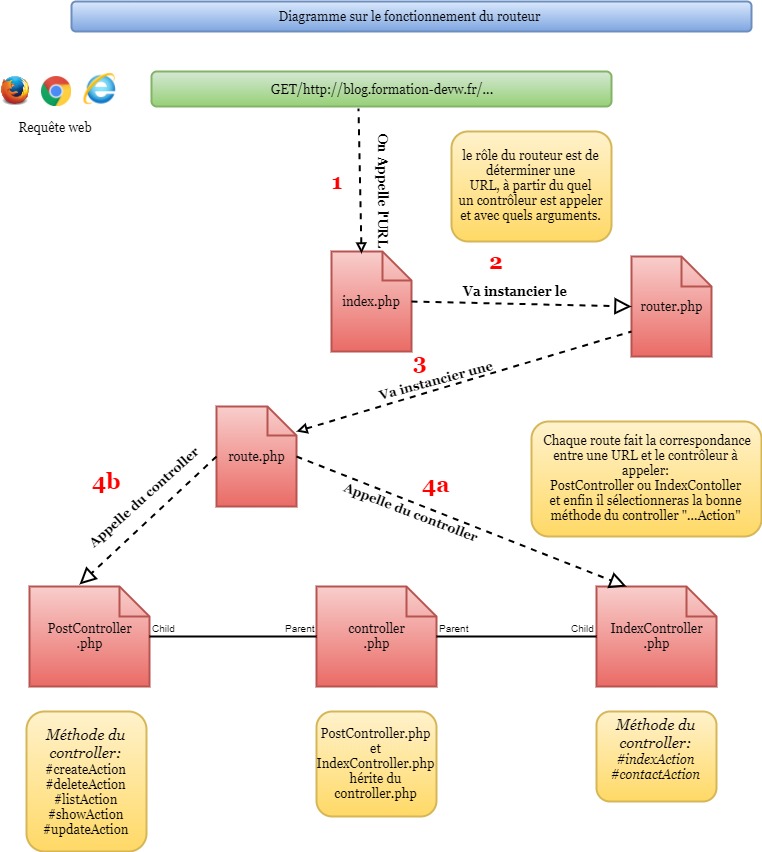 Diagramme sur le fonctionnement du routeur
GET/http://blog.formation-devw.fr/...
Requête web
On Appelle l'URL
1
le rôle du routeur est de
déterminer une
URL, à partir du quel
un contrôleur est appeler
et avec quels arguments.
2
Va instancier le
index.php
router.php
3
Va instancier une
route.php
Chaque route fait la correspondance
entre une URL et le contrôleur à
appeler:
PostController ou IndexContoller
et enfin il sélectionneras la bonne
méthode du controller "...Action"
4b
Appelle du controller
4a
Appelle du controller
PostController
.php
Child
Parent
controller
.php
Parent
Child
IndexController
.php
Méthode du
controller:
#createAction
#deleteAction
#listAction
#showAction
#updateAction
PostController.php
et
IndexController.php
hérite du
controller.php
Méthode du
controller:
#indexAction
#contactAction